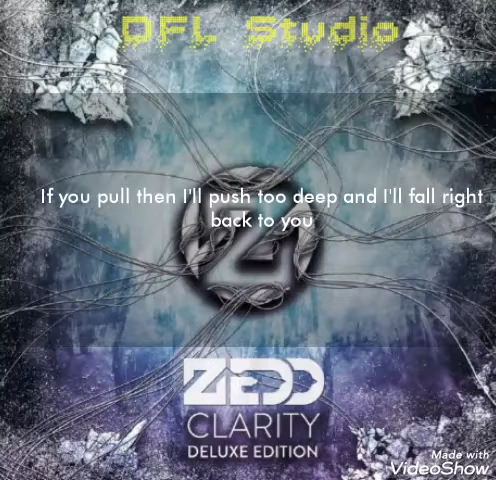 DFL Studio
If you pull then I'll push too deep and I'll fall right
back to you
ZEDD
CLARITY
DELUXE EDITION
Made with
VideoShow